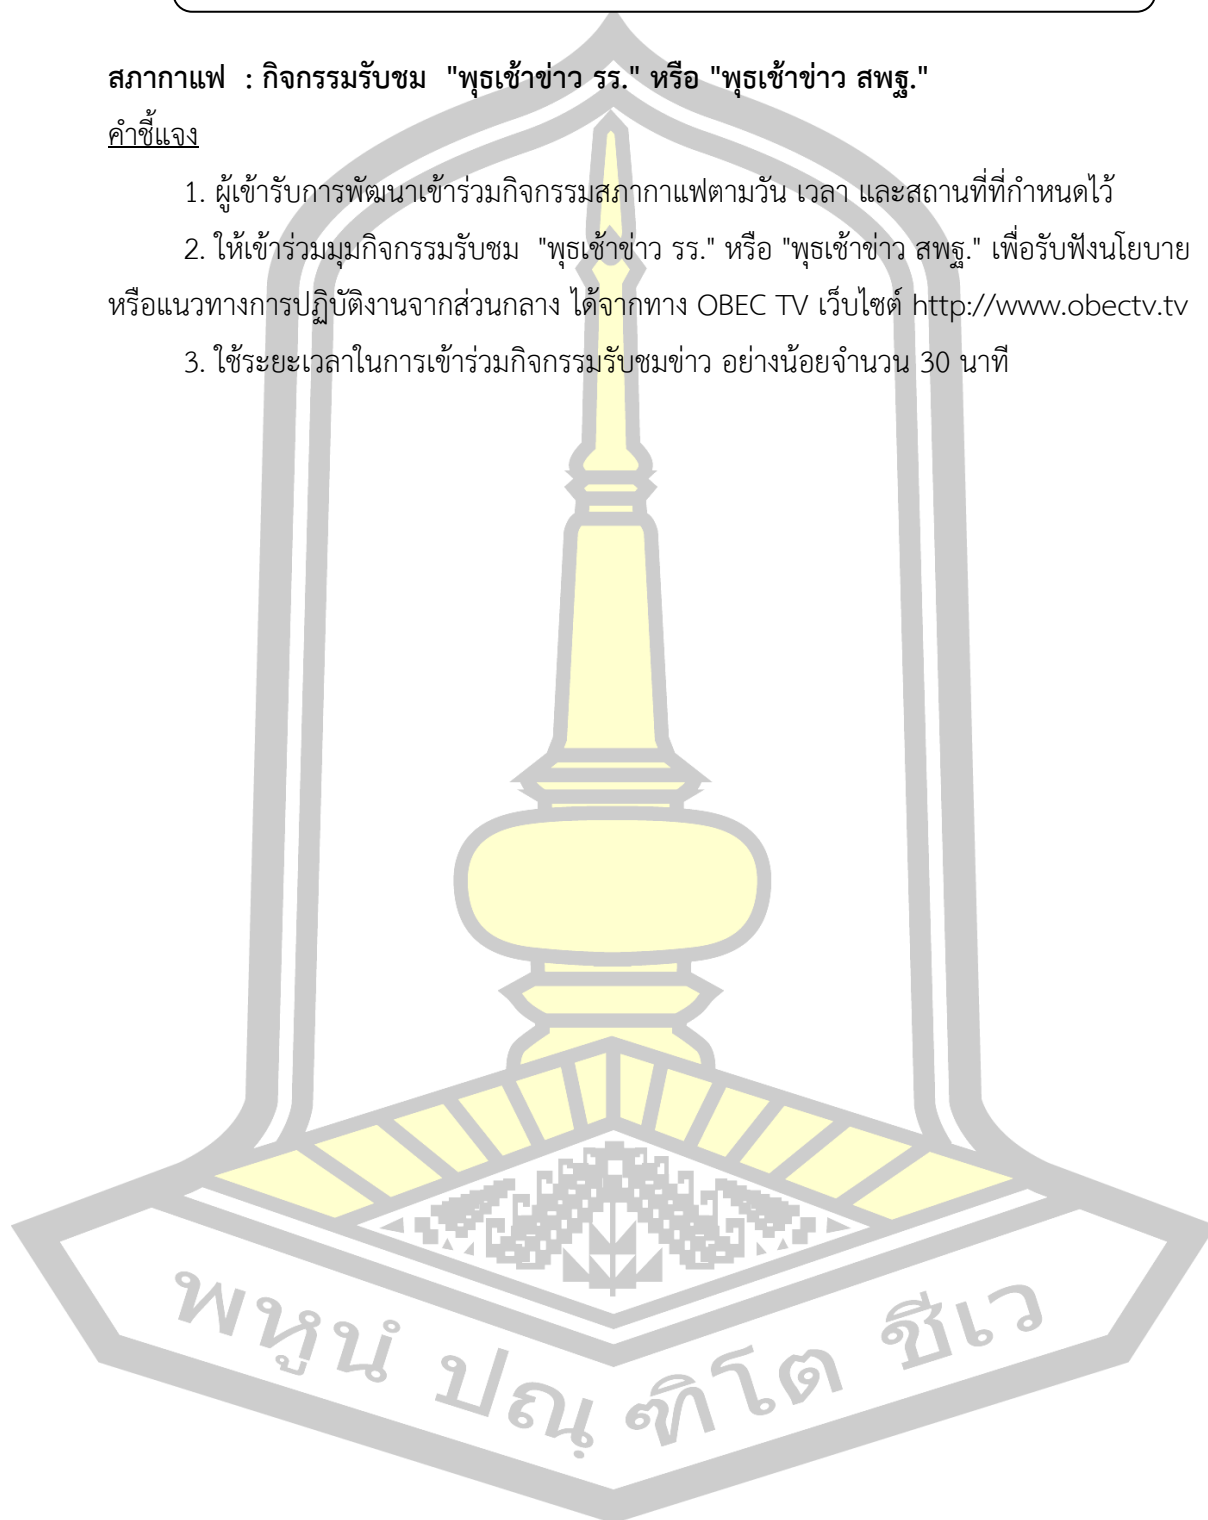 สภากาแฟ : กิจกรรมรับชม "พุธเช้าข่าว รร." หรือ "พุธเช้าข่าว สพฐ."
คำชี้แจง
1. ผู้เข้ารับการพัฒนาเข้าร่วมกิจกรรมสภากาแฟตามวัน เวลา และสถานที่ที่กำหนดไว้
2. ให้เข้าร่วมมุมกิจกรรมรับชม "พุธเช้าข่าว รร." หรือ "พุธเช้าข่าว สพฐ." เพื่อรับฟังนโยบาย
หรือแนวทางการปฏิบัติงานจากส่วนกลาง ได้จากทาง OBEC TV เว็บไซต์ http://www.obectv.tv
3. ใช้ระยะเวลาในการเข้าร่วมกิจกรรมรับชมข่าว อย่างน้อยจำนวน 30 นาที
พหูนํ ปณฺ ฑิโต ชีเว